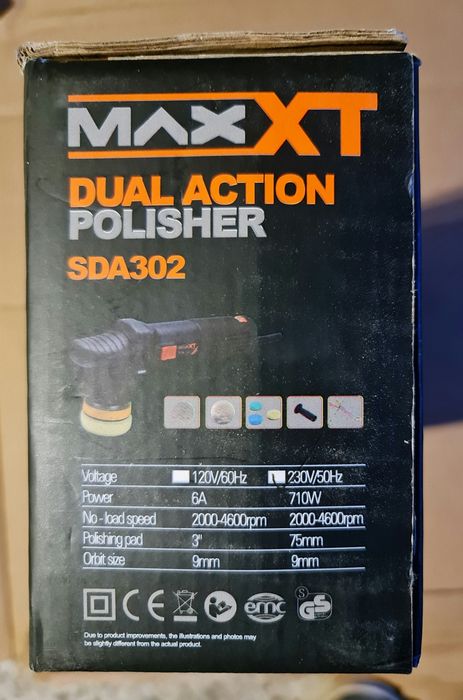 MAXXT
DUAL ACTION
POLISHER
SDA302
MAXXT
Voltage 120V/60Hz 230V/50Hz
Power 6A 710W
No - load speed 2000-4600rpm 2000-4600rpm
Polishing pad 3" 75mm
Orbit size 9mm 9mm
CE emc S GS
Due to product improvements, the illustrations and photos may
be slightly different from the actual product.